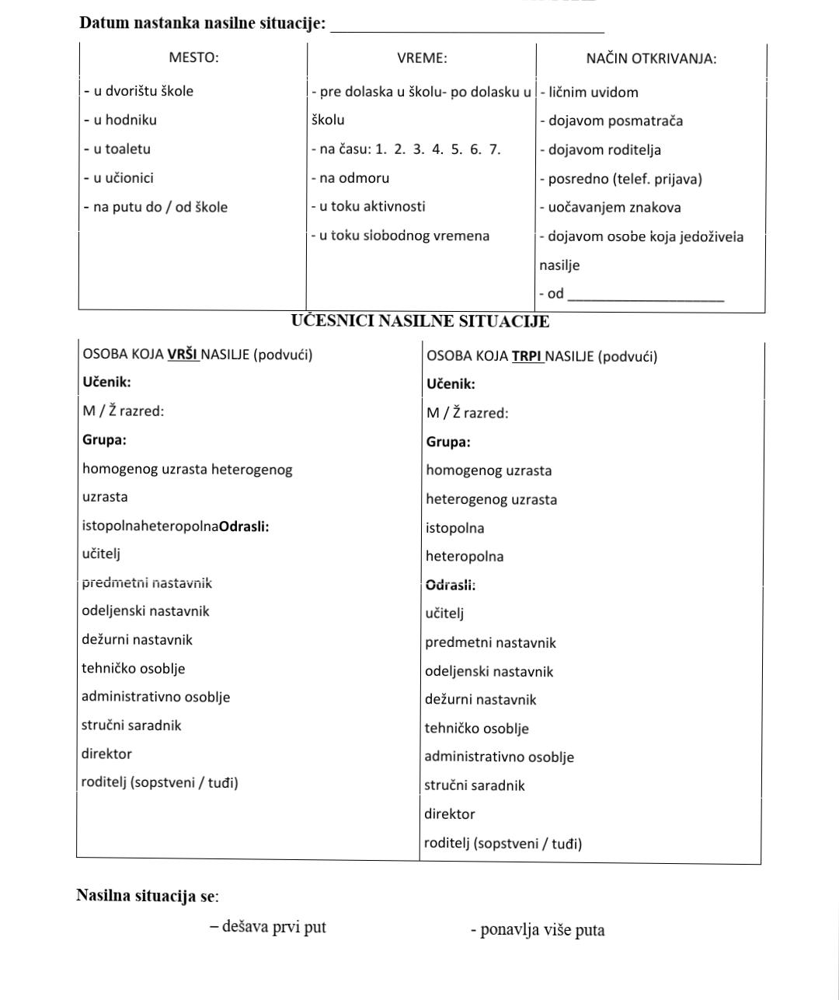 Datum nastanka nasilne situacije: ________________________________
MESTO:
- u dvorištu škole
- u hodniku
- u toaletu
- u učionici
- na putu do / od škole
VREME:
- pre dolaska u školu- po dolasku u
školu
- na času: 1. 2. 3. 4. 5. 6. 7.
- na odmoru
- u toku aktivnosti
- u toku slobodnog vremena
NAČIN OTKRIVANJA:
- ličnim uvidom
- dojavom posmatrača
- dojavom roditelja
- posredno (telef. prijava)
- uočavanjem znakova
- dojavom osobe koja jedoživela
nasilje
- od ____________________
UČESNICI NASILNE SITUACIJE
OSOBA KOJA VRŠI NASILJE (podvući)
Učenik:
M / Ž razred:
Grupa:
homogenog uzrasta heterogenog
uzrasta
istopolnaheteropolnaOdrasli:
učitelj
predmetni nastavnik
odeljenski nastavnik
dežurni nastavnik
tehničko osoblje
administrativno osoblje
stručni saradnik
direktor
roditelj (sopstveni / tuđi)
OSOBA KOJA TRPI NASILJE (podvući)
Učenik:
M / Ž razred:
Grupa:
homogenog uzrasta
heterogenog uzrasta
istopolna
heteropolna
Odrasli:
učitelj
predmetni nastavnik
odeljenski nastavnik
dežurni nastavnik
tehničko osoblje
administrativno osoblje
stručni saradnik
direktor
roditelj (sopstveni / tuđi)
Nasilna situacija se:
– dešava prvi put - ponavlja više puta